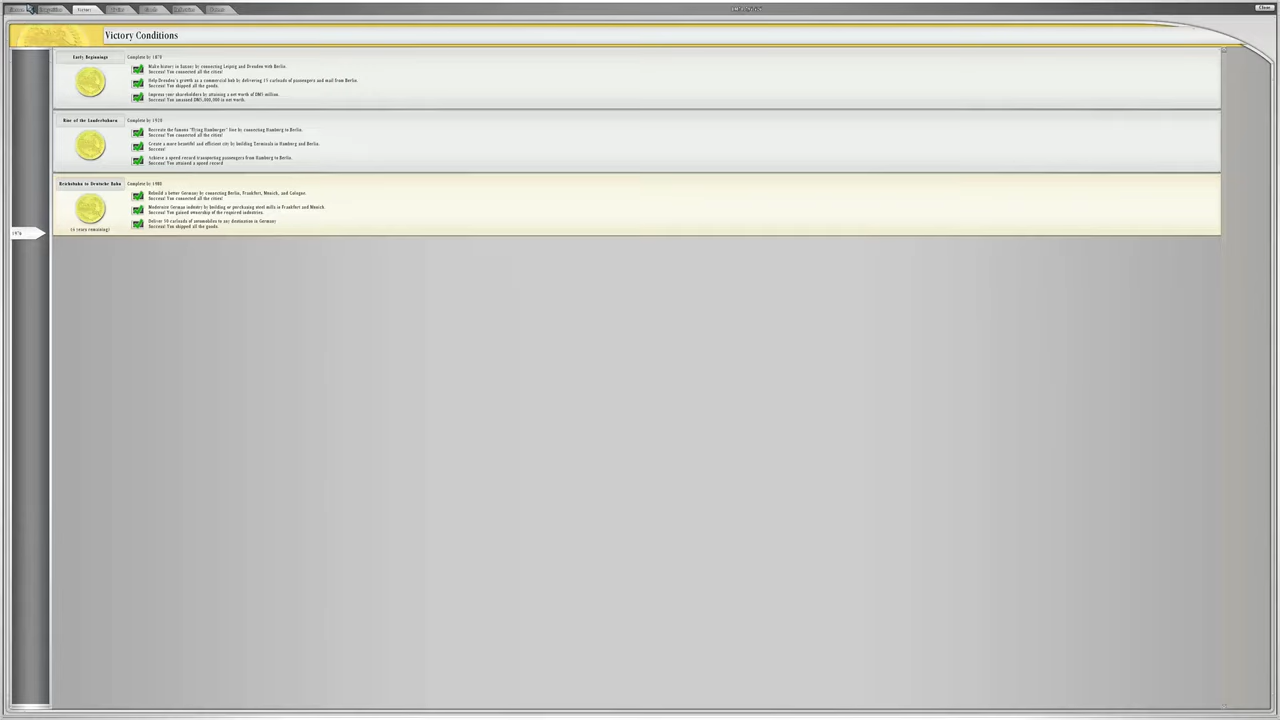 Victory
Close
Victory Conditions
Early Beginnings
Complete by 1870
Make history in Saxony by connecting Leipzig and Dresden with Berlin.
Success! You connected all the cities!
Help Dresden's growth as a commercial hub by delivering 15 carloads of passengers and mail from Berlin.
Success! You shipped all the goods.
Impress your shareholders by attaining a net worth of DM5 million.
Success! You amassed DM5,000,000 in net worth.
Rise of the Landerbahnen
Complete by 1920
Recreate the famous "Flying Hamburger" line by connecting Hamburg to Berlin.
Success! You connected all the cities!
Create a more beautiful and efficient city by building Terminals in Hamburg and Berlin.
Success!
Achieve a speed record transporting passengers from Hamburg to Berlin.
Success! You attained a speed record
Reichsbahn to Deutsche Bahn
Complete by 1980
Rebuild a better Germany by connecting Berlin, Frankfurt, Munich, and Cologne.
Success! You connected all the cities!
Modernize German industry by building or purchasing steel mills in Frankfurt and Munich.
Success! You gained ownership of the required industries.
Deliver 30 carloads of automobiles to any destination in Germany
Success! You shipped all the goods.
years remaining)